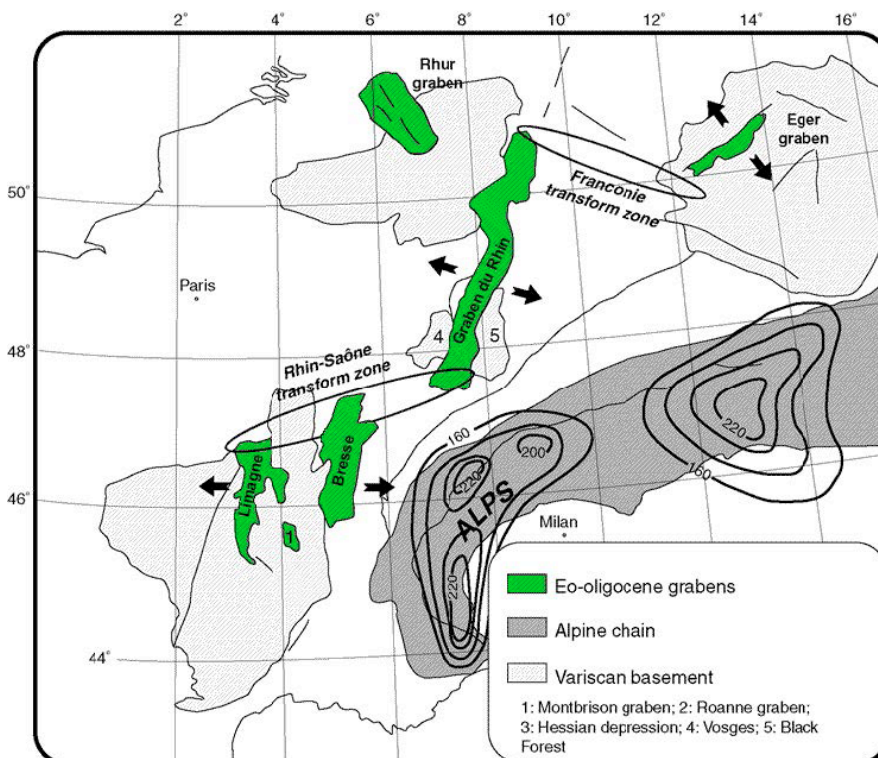 2° 4° 6° 8° 10° 12° 14° 16°
Rhur
graben
Eger
graben
50°
Franconie
transform zone
Graben du Rhin
Paris
4
5
48°
Rhin-Saône
transform zone
160
220
200
220
160
46°
Limagne
Bresse
ALPS
Milan
1
220
44°
Eo-oligocene grabens
Alpine chain
Variscan basement
1: Montbrison graben; 2: Roanne graben;
3: Hessian depression; 4: Vosges; 5: Black
Forest